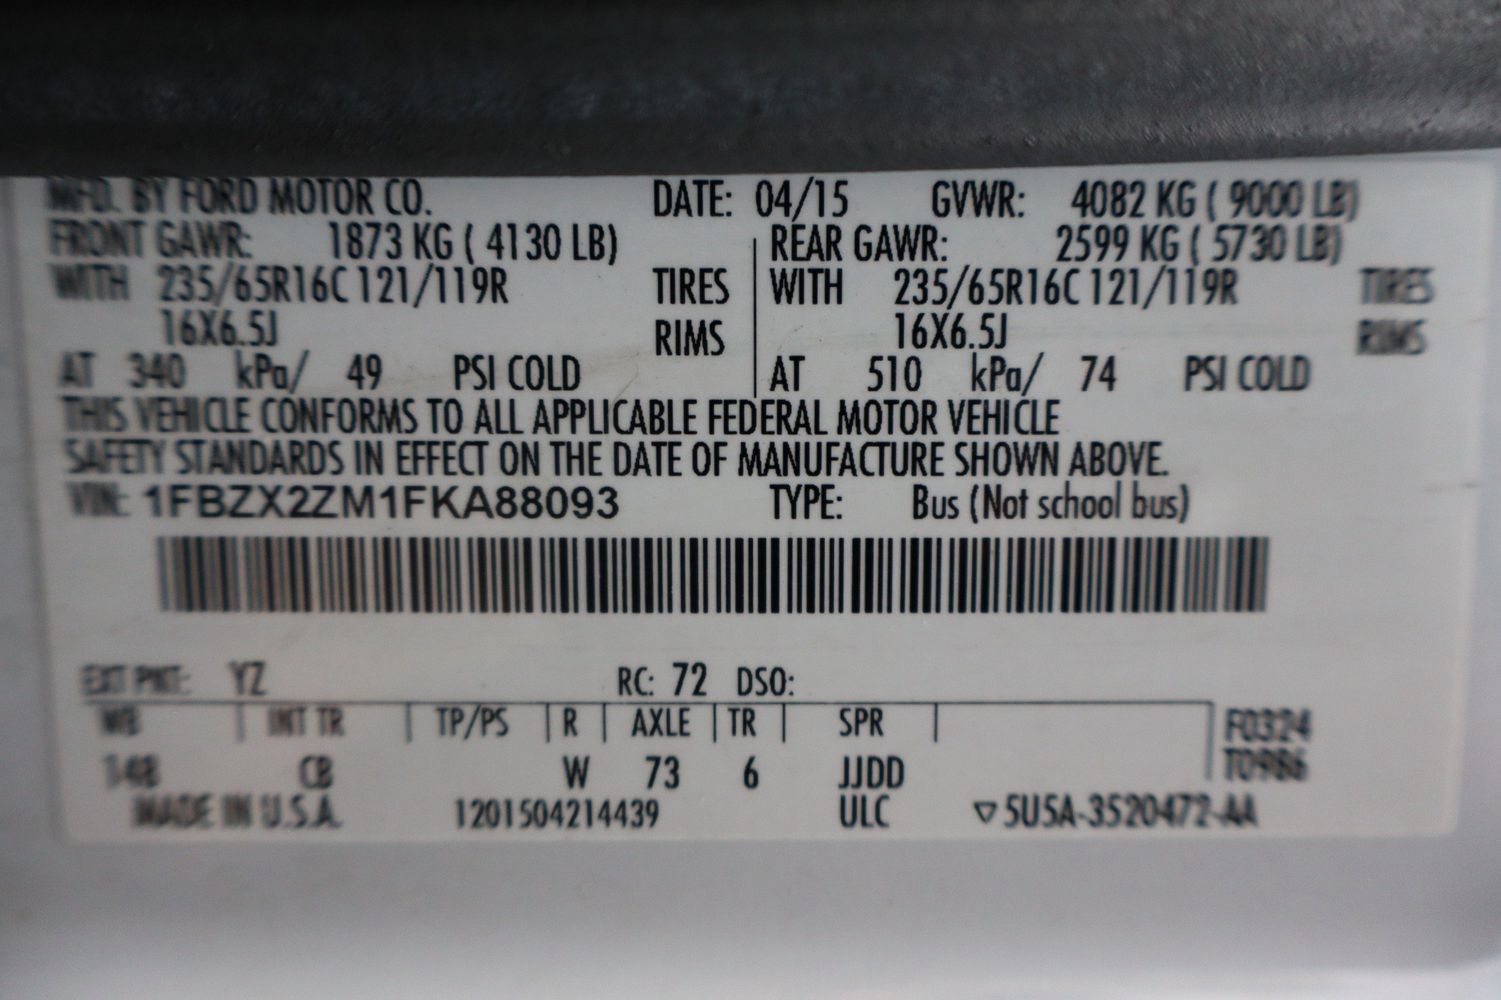 MFD. BY FORD MOTOR CO. DATE: 04/15 GVWR: 4082 KG ( 9000 LB)
FRONT GAWR: 1873 KG ( 4130 LB) REAR GAWR: 2599 KG ( 5730 LB)
WITH 235/65R16C 121/119R TIRES WITH 235/65R16C 121/119R TIRES
16X6.5J RIMS 16X6.5J RIMS
AT 340 kPa/ 49 PSI COLD AT 510 kPa/ 74 PSI COLD
THIS VEHICLE CONFORMS TO ALL APPLICABLE FEDERAL MOTOR VEHICLE
SAFETY STANDARDS IN EFFECT ON THE DATE OF MANUFACTURE SHOWN ABOVE.
VIN: 1FBZX2ZM1FKA88093 TYPE: Bus (Not school bus)
EXT PNT: YZ RC: 72 DSO:
WB INT TR TP/PS R AXLE TR SPR F0324
148 CB W 73 6 JJDD T0986
MADE IN U.S.A. 1201504214439 ULC ▽5U5A-3520472-AA